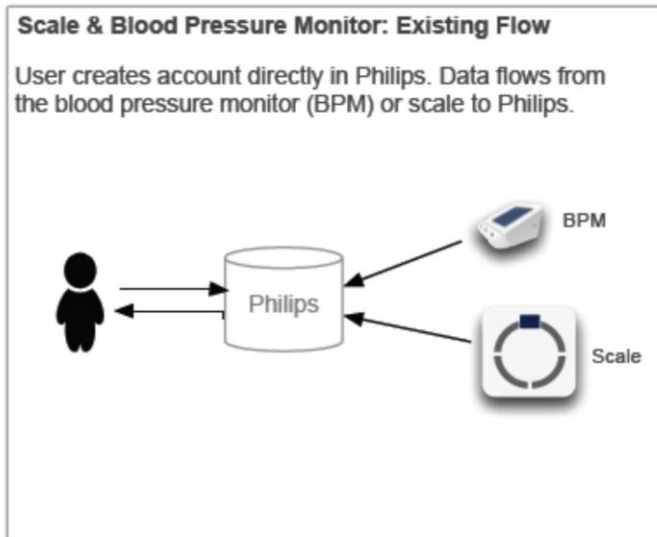 Scale & Blood Pressure Monitor: Existing Flow
User creates account directly in Philips. Data flows from
the blood pressure monitor (BPM) or scale to Philips.
BPM
Philips
Scale